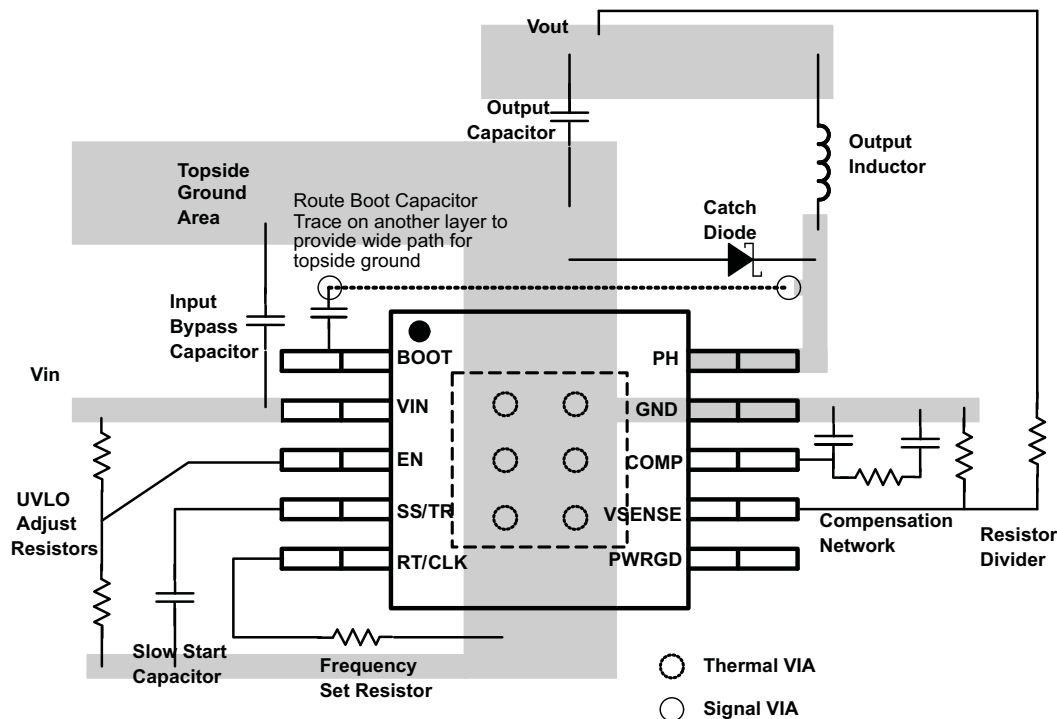 Vout
Output
Capacitor
Output
Inductor
Topside
Ground
Area
Route Boot Capacitor
Trace on another layer to
provide wide path for
topside ground
Catch
Diode
Input
Bypass
Capacitor
Vin
BOOT
PH
VIN
GND
EN
COMP
UVLO
Adjust
Resistors
SS/TR
VSENSE
Compensation
Network
Resistor
Divider
RT/CLK
PWRGD
Slow Start
Capacitor
Frequency
Set Resistor
Thermal VIA
Signal VIA